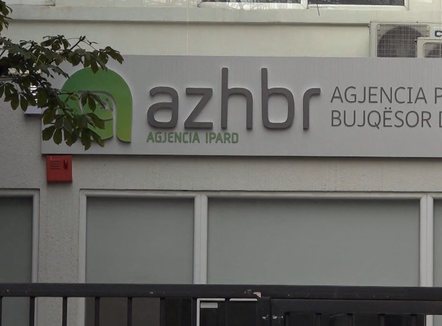 azhbr
AGJENCIA IPARD
AGJENCIA P
BUJQËSOR D